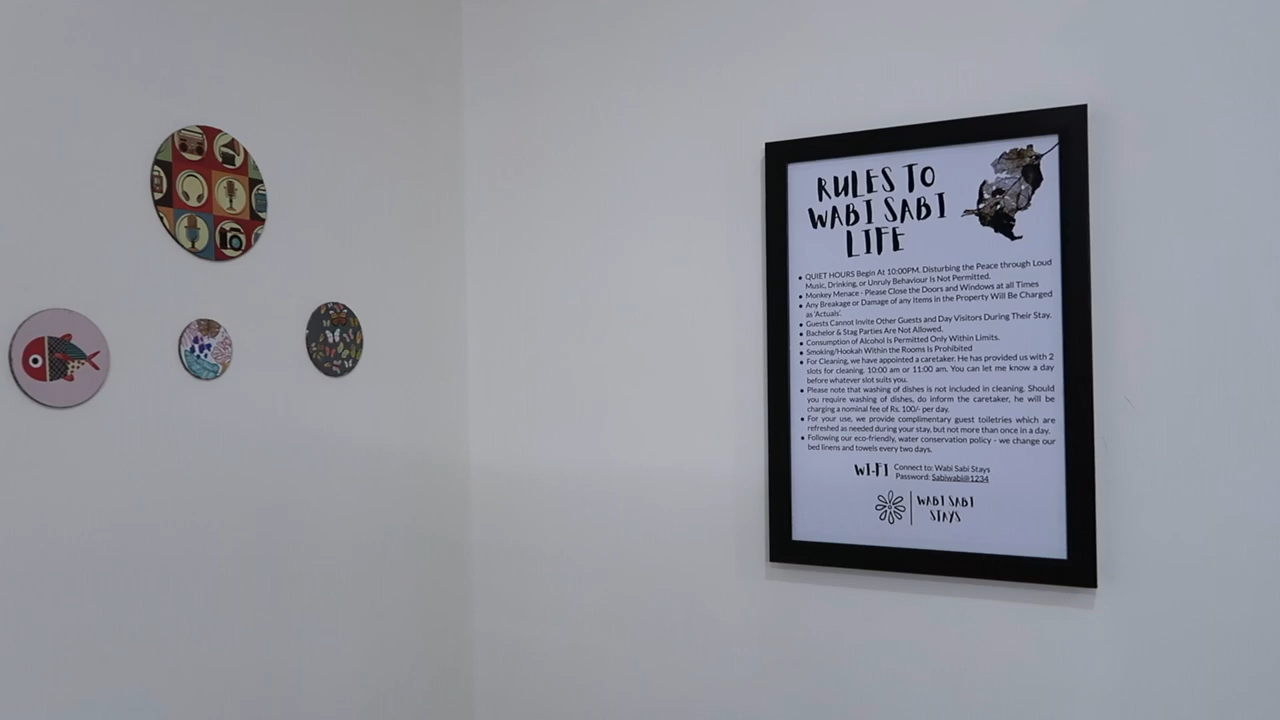 RULES TO
WABI SABI
LIFE
• QUIET HOURS Begin At 10:00PM. Disturbing the Peace through Loud
Music, Drinking, or Unruly Behaviour Is Not Permitted.
• Monkey Menace - Please Close the Doors and Windows at all Times
• Any Breakage or Damage of any Items in the Property Will Be Charged
as 'Actuals'.
• Guests Cannot Invite Other Guests and Day Visitors During Their Stay.
• Bachelor & Stag Parties Are Not Allowed.
• Consumption of Alcohol Is Permitted Only Within Limits.
• Smoking/Hookah Within the Rooms Is Prohibited
• For Cleaning, we have appointed a caretaker. He has provided us with 2
slots for cleaning. 10:00 am or 11:00 am. You can let me know a day
before whatever slot suits you.
• Please note that washing of dishes is not included in cleaning. Should
you require washing of dishes, do inform the caretaker, he will be
charging a nominal fee of Rs. 100/- per day.
• For your use, we provide complimentary guest toiletries which are
refreshed as needed during your stay, but not more than once in a day.
• Following our eco-friendly, water conservation policy - we change our
bed linens and towels every two days.
WI-FI Connect to: Wabi Sabi Stays
Password: Sabiwabi@1234
WABI SABI
STAYS